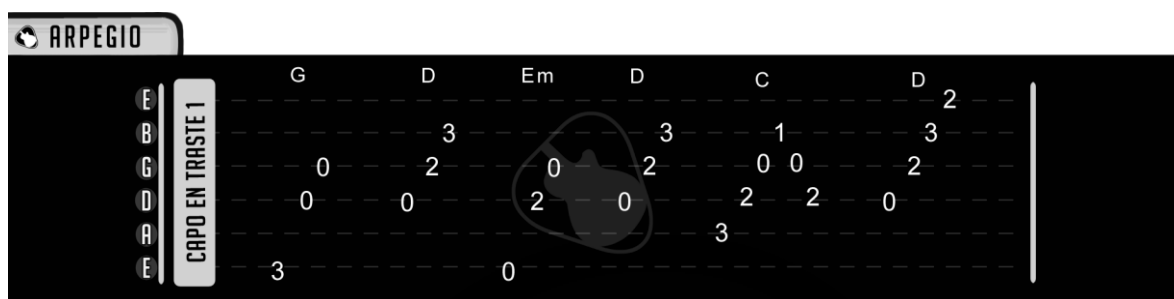 ARPEGIO
CAPO EN TRASTE 1
G D Em D C D
E 2
B 3 3 1 3
G 0 2 0 2 0 0 2
D 0 0 2 0 2 2 0
A 3
E 3 0